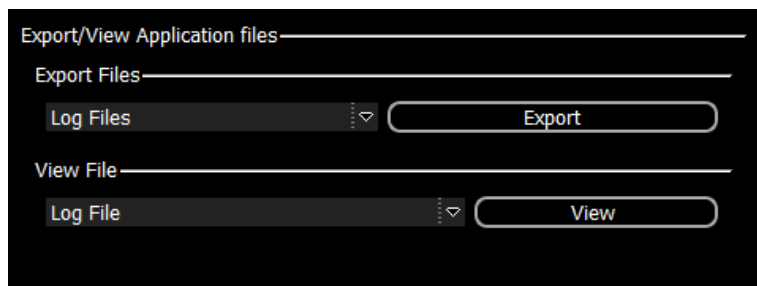 Export/View Application files
Export Files
Log Files Export
View File
Log File View